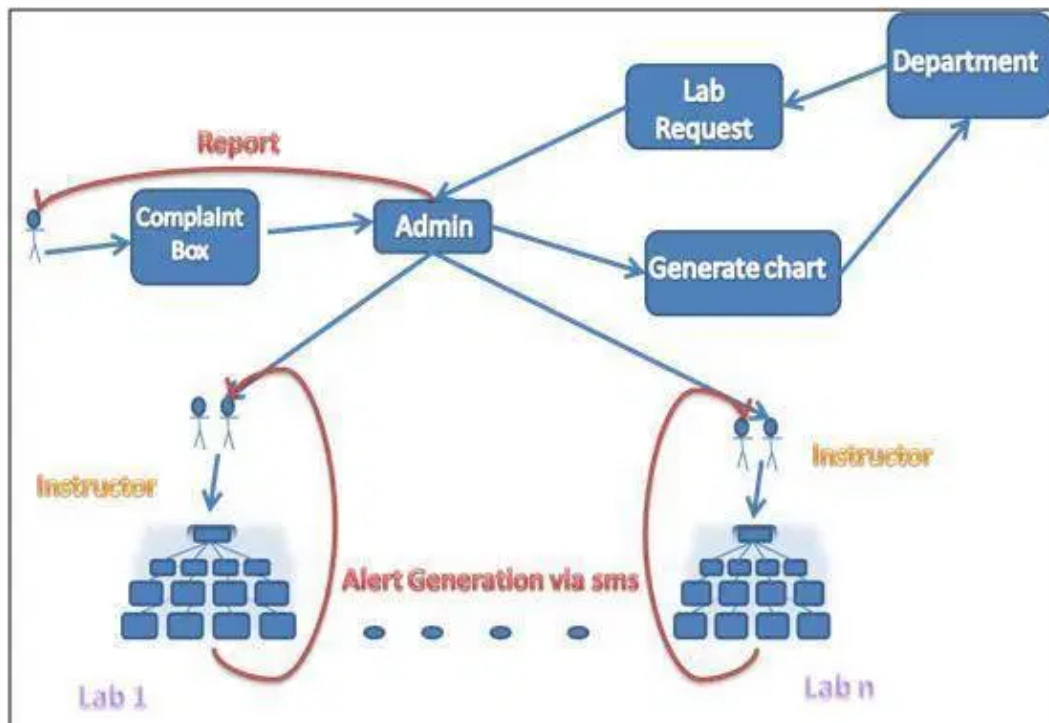 Department
Lab
Request
Report
Complaint
Box
Admin
Generate chart
Instructor
Instructor
Alert Generation via sms
Lab 1
Lab n